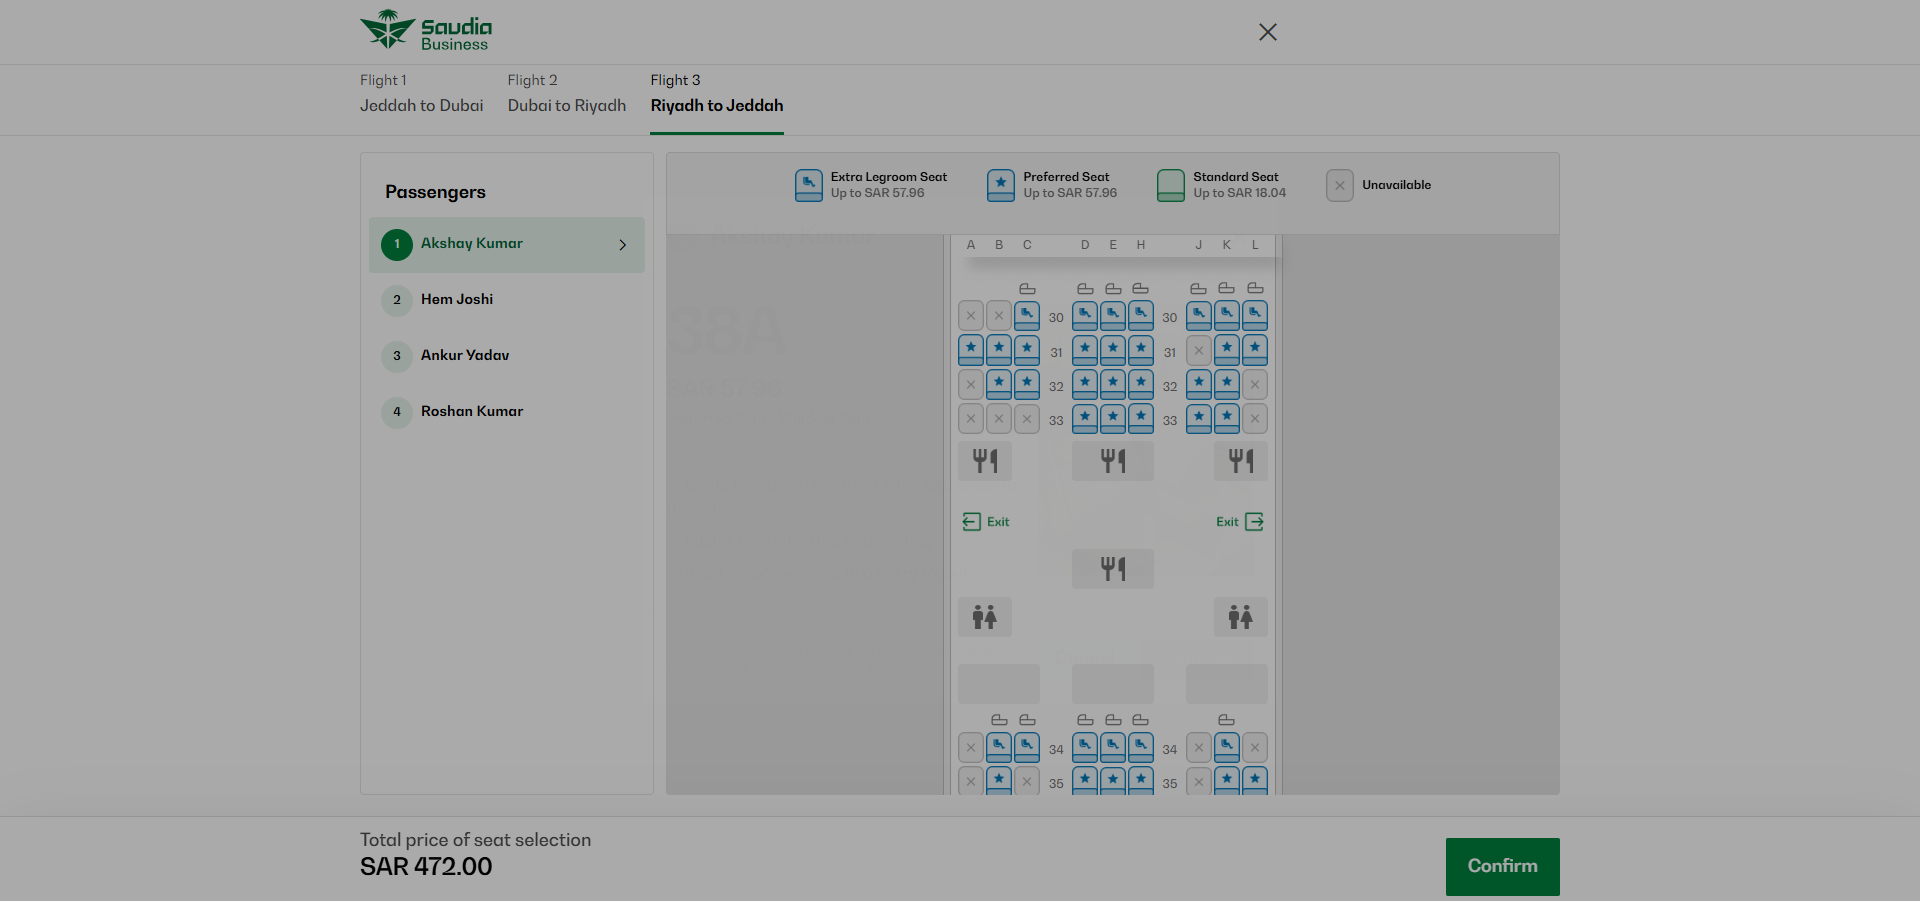 Saudia
Business
Flight 1
Jeddah to Dubai
Flight 2
Dubai to Riyadh
Flight 3
Riyadh to Jeddah
Passengers
1 Akshay Kumar
2 Hem Joshi
3 Ankur Yadav
4 Roshan Kumar
Extra Legroom Seat
Up to SAR 57.96
Preferred Seat
Up to SAR 57.96
Standard Seat
Up to SAR 18.04
Unavailable
A B C D E H J K L
30 30
31 31
32 32
33 33
Exit Exit
34 34
35 35
38A
Total price of seat selection
SAR 472.00
Confirm